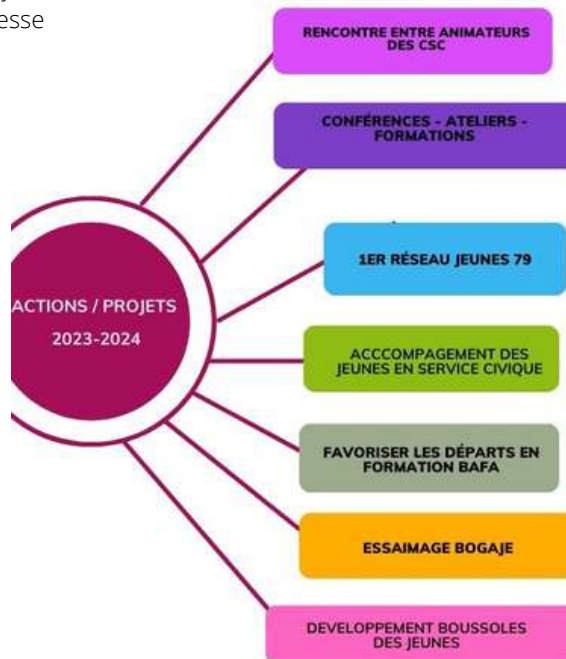 esse
RENCONTRE ENTRE ANIMATEURS
DES CSC
CONFÉRENCES - ATELIERS -
FORMATIONS
1ER RÉSEAU JEUNES 79
ACTIONS / PROJETS
2023-2024
ACCCOMPAGEMENT DES
JEUNES EN SERVICE CIVIQUE
FAVORISER LES DÉPARTS EN
FORMATION BAFA
ESSAIMAGE BOGAJE
DEVELOPPEMENT BOUSSOLES
DES JEUNES